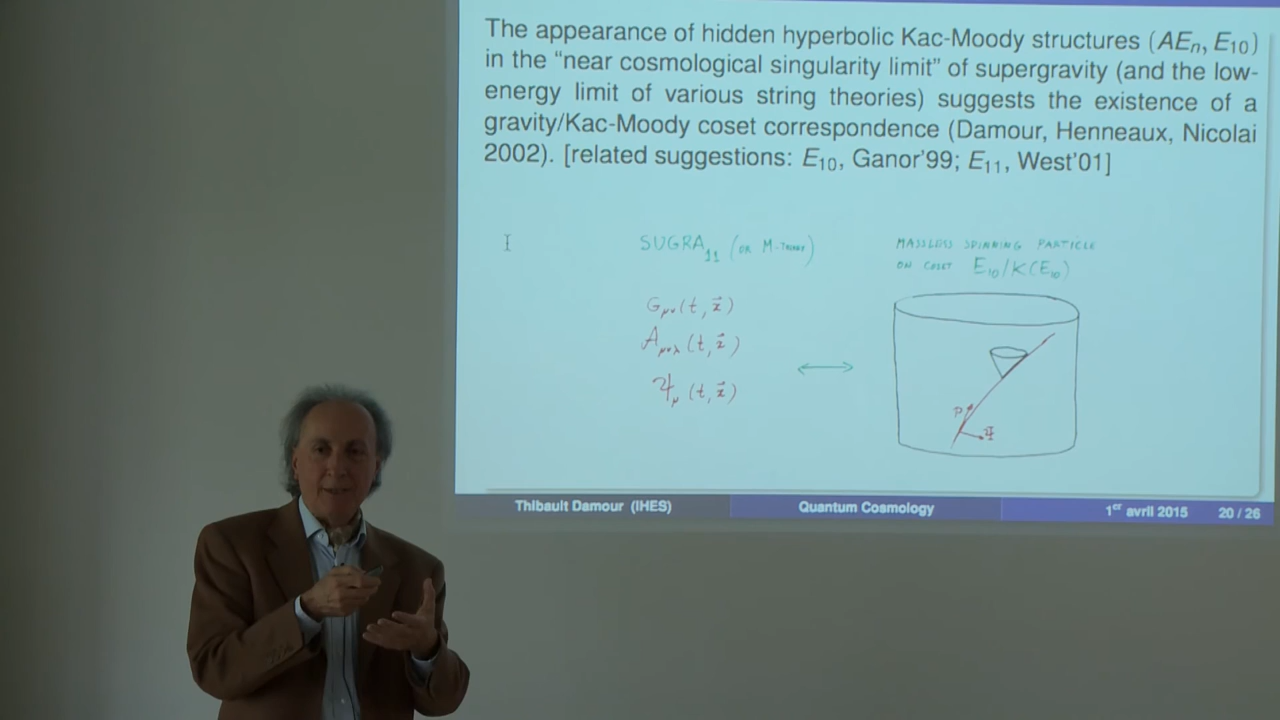 The appearance of hidden hyperbolic Kac-Moody structures (AEₙ, E₁₀)
in the “near cosmological singularity limit” of supergravity (and the low-
energy limit of various string theories) suggests the existence of a
gravity/Kac-Moody coset correspondence (Damour, Henneaux, Nicolai
2002). [related suggestions: E₁₀, Ganor’99; E₁₁, West’01]
SUGRA₁₁ (OR M-THEORY)
MASSLESS SPINNING PARTICLE
ON COSET E₁₀/K(E₁₀)
Gμν(t, x⃗)
Aμνλ(t, x⃗)
ψμ(t, x⃗)
P
Ψ
Thibault Damour (IHES) Quantum Cosmology 1er avril 2015 20 / 26